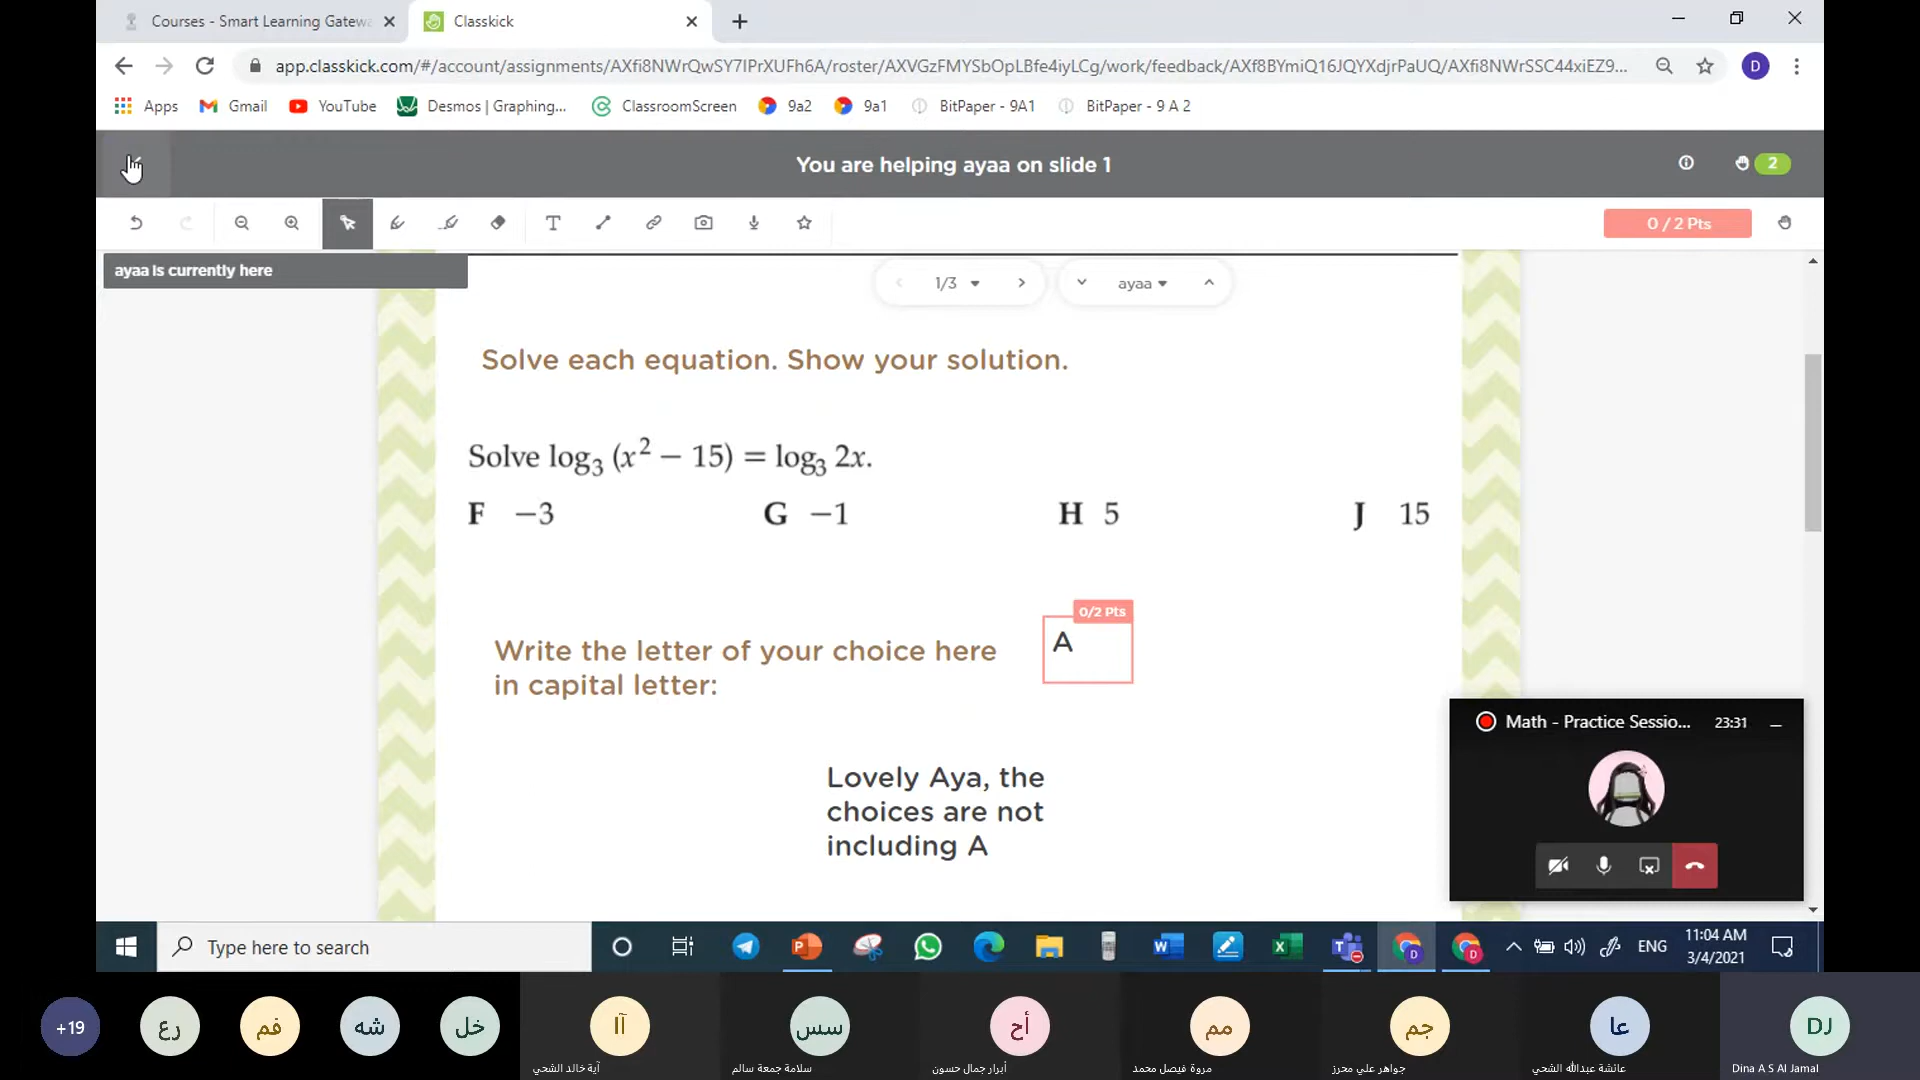 Courses - Smart Learning Gatew
Classkick
app.classkick.com/#/account/assignments/AXfi8NWrQwSY7IPrXUFh6A/roster/AXVGzFMYSbOpLBfe4iyLCg/work/feedback/AXf8BYmiQ16JQYXdjrPaUQ/AXfi8NWrSSC44xiEZ9...
D
Apps
Gmail
YouTube
Desmos | Graphing...
ClassroomScreen
9a2
9a1
BitPaper - 9A1
BitPaper - 9 A 2
You are helping ayaa on slide 1
2
0 / 2 Pts
ayaa is currently here
1/3
ayaa
Solve each equation. Show your solution.
Solve log₃ (x² − 15) = log₃ 2x.
F −3 G −1 H 5 J 15
0/2 Pts
A
Write the letter of your choice here
in capital letter:
Lovely Aya, the
choices are not
including A
Math - Practice Sessio... 23:31
Type here to search
ENG
11:04 AM
3/4/2021
+19
رع
فم
شه
خل
آا
سس
أح
مم
جم
عا
DJ
آية خالد الشحي
سلامة جمعة سالم
أبرار جمال حسون
مروة فيصل محمد
جواهر علي محرز
عائشة عبدالله الشحي
Dina A S Al Jamal